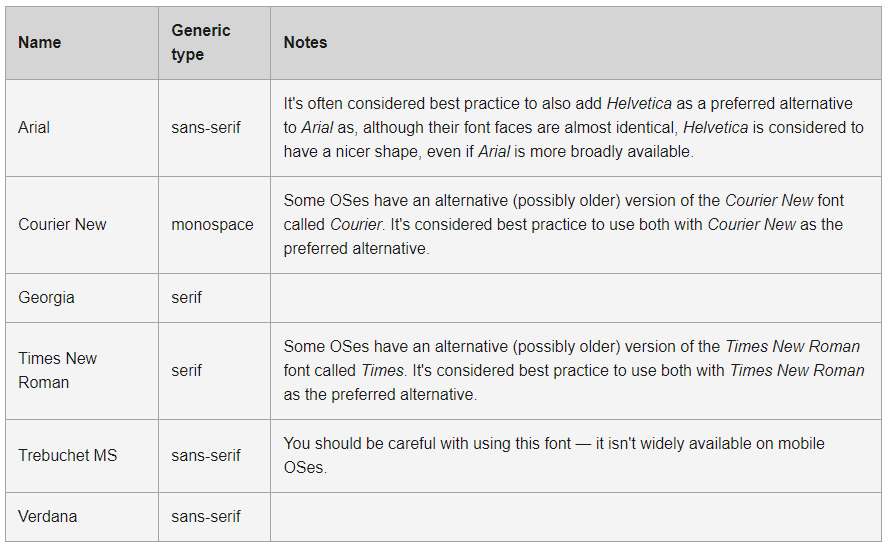 Name
Generic
type
Notes
Arial
sans-serif
It's often considered best practice to also add Helvetica as a preferred alternative
to Arial as, although their font faces are almost identical, Helvetica is considered to
have a nicer shape, even if Arial is more broadly available.
Courier New
monospace
Some OSes have an alternative (possibly older) version of the Courier New font
called Courier. It's considered best practice to use both with Courier New as the
preferred alternative.
Georgia
serif
Times New
Roman
serif
Some OSes have an alternative (possibly older) version of the Times New Roman
font called Times. It's considered best practice to use both with Times New Roman
as the preferred alternative.
Trebuchet MS
sans-serif
You should be careful with using this font — it isn't widely available on mobile
OSes.
Verdana
sans-serif